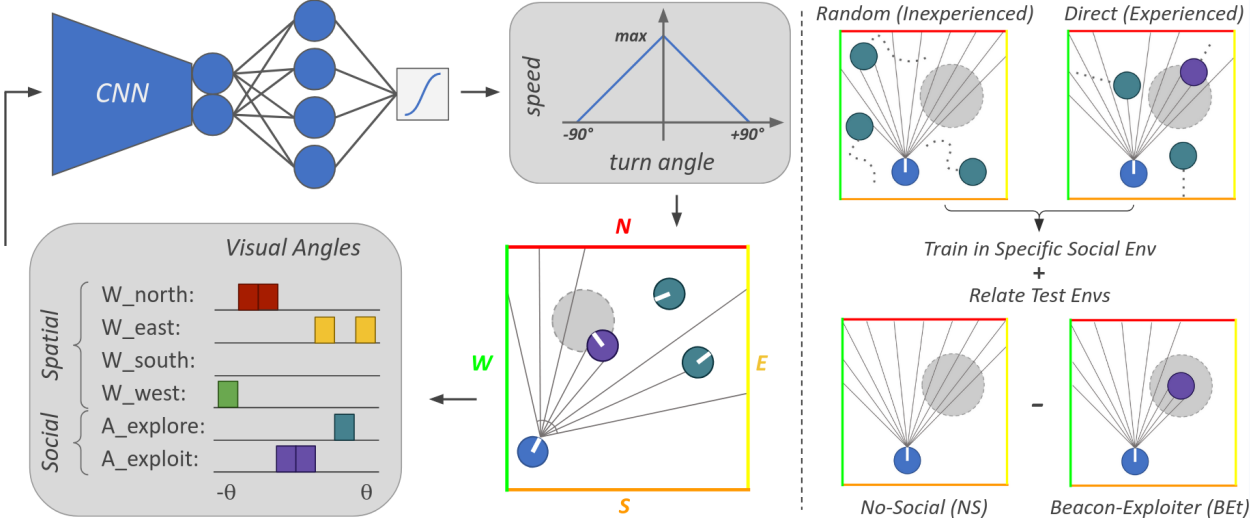 CNN
speed
max
-90°
+90°
turn angle
Visual Angles
Spatial
W_north:
W_east:
W_south:
W_west:
Social
A_explore:
A_exploit:
-θ
θ
N
W
E
S
Random (Inexperienced)
Direct (Experienced)
Train in Specific Social Env
+
Relate Test Envs
-
No-Social (NS)
Beacon-Exploiter (BEt)